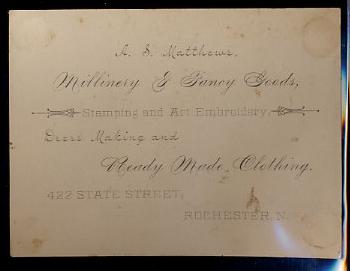 A. S. Matthews,
Millinery & Fancy Goods,
Stamping and Art Embroidery,
Dress Making and
Ready Made Clothing.
422 STATE STREET,
ROCHESTER, N.